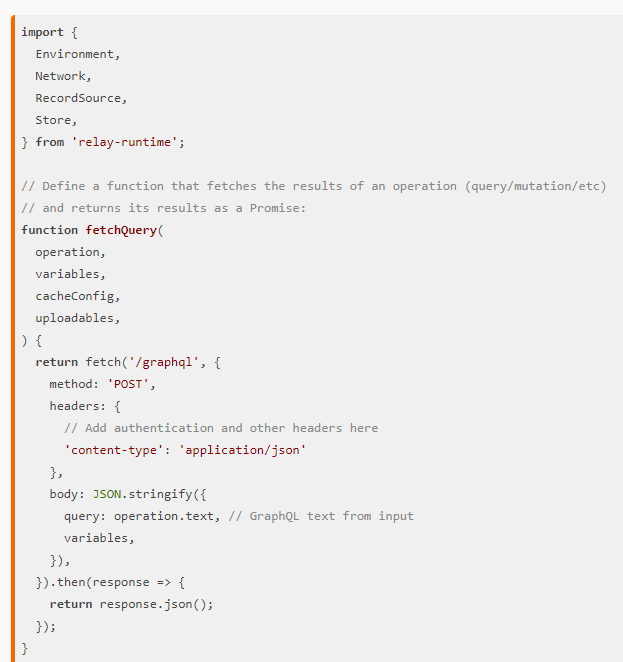 import {
  Environment,
  Network,
  RecordSource,
  Store,
} from 'relay-runtime';

// Define a function that fetches the results of an operation (query/mutation/etc)
// and returns its results as a Promise:
function fetchQuery(
  operation,
  variables,
  cacheConfig,
  uploadables,
) {
  return fetch('/graphql', {
    method: 'POST',
    headers: {
      // Add authentication and other headers here
      'content-type': 'application/json'
    },
    body: JSON.stringify({
      query: operation.text, // GraphQL text from input
      variables,
    }),
  }).then(response => {
    return response.json();
  });
}